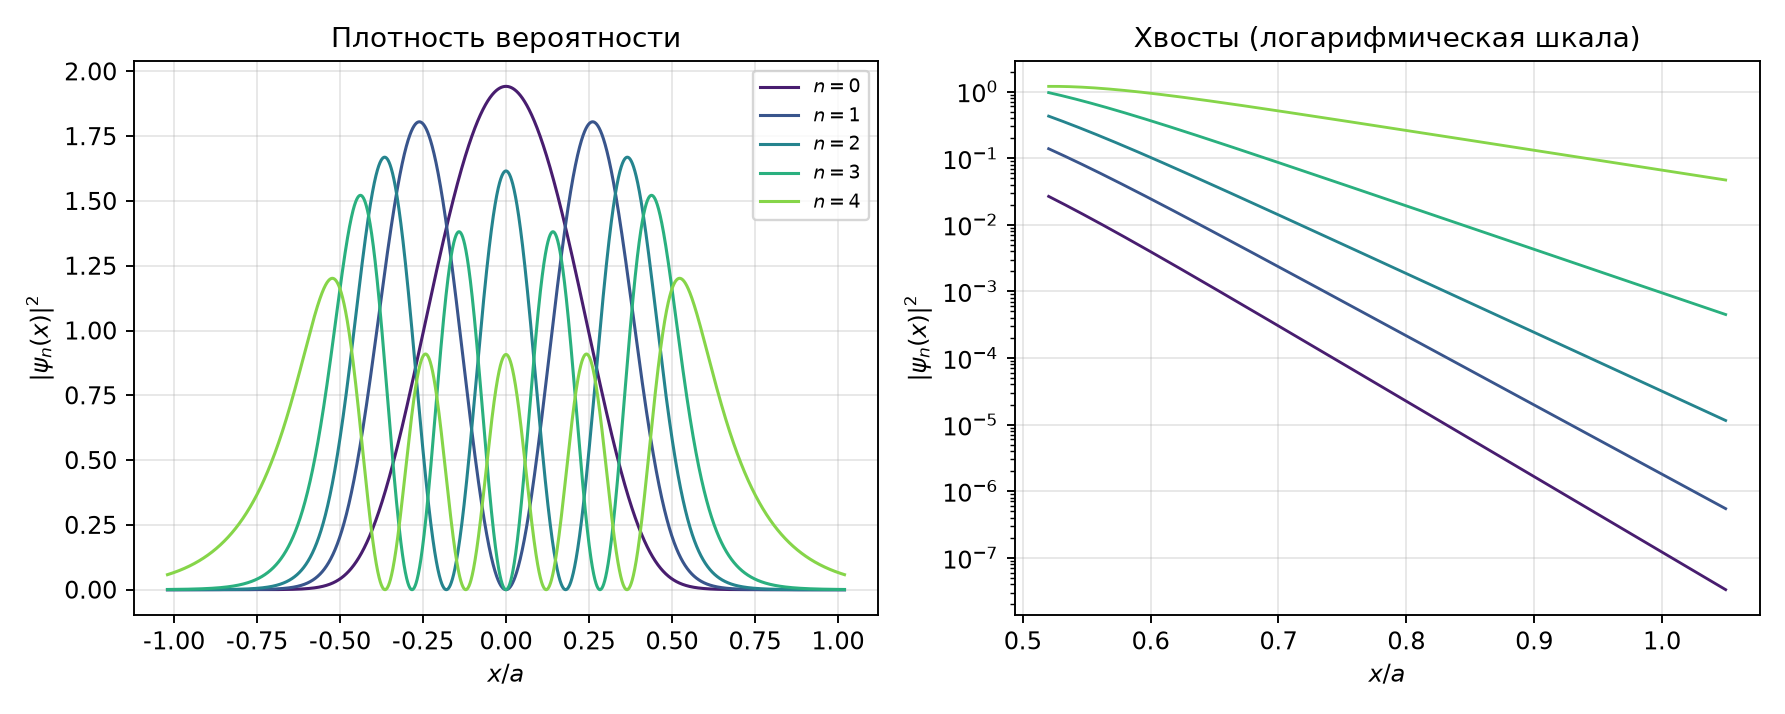 Плотность вероятности
|ψₙ(x)|²
2.00
1.75
1.50
1.25
1.00
0.75
0.50
0.25
0.00
n = 0
n = 1
n = 2
n = 3
n = 4
-1.00 -0.75 -0.50 -0.25 0.00 0.25 0.50 0.75 1.00
x/a
Хвосты (логарифмическая шкала)
|ψₙ(x)|²
10⁰
10⁻¹
10⁻²
10⁻³
10⁻⁴
10⁻⁵
10⁻⁶
10⁻⁷
0.5 0.6 0.7 0.8 0.9 1.0
x/a